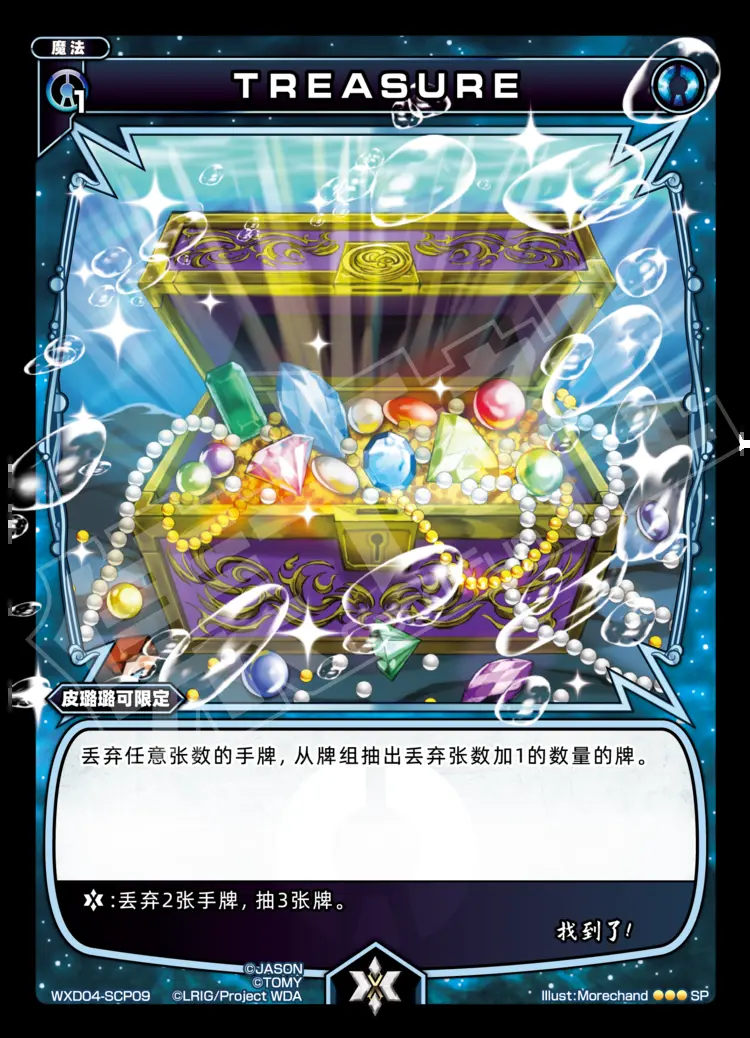 魔法
1
TREASURE
皮璐璐可限定
丢弃任意张数的手牌，从牌组抽出丢弃张数加1的数量的牌。
:丢弃2张手牌，抽3张牌。
找到了!
©JASON
©TOMY
WXD04-SCP09 ©LRIG/Project WDA
Illust:Morechand SP